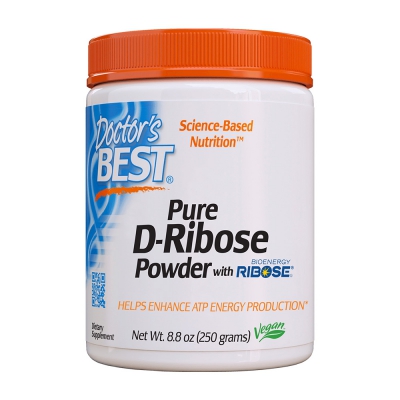 Doctor's
BEST®
Science-Based
Nutrition™
Pure
D-Ribose
Powder with BIOENERGY RIBOSE®
HELPS ENHANCE ATP ENERGY PRODUCTION*
Dietary
Supplement
Net Wt. 8.8 oz (250 grams)
Vegan